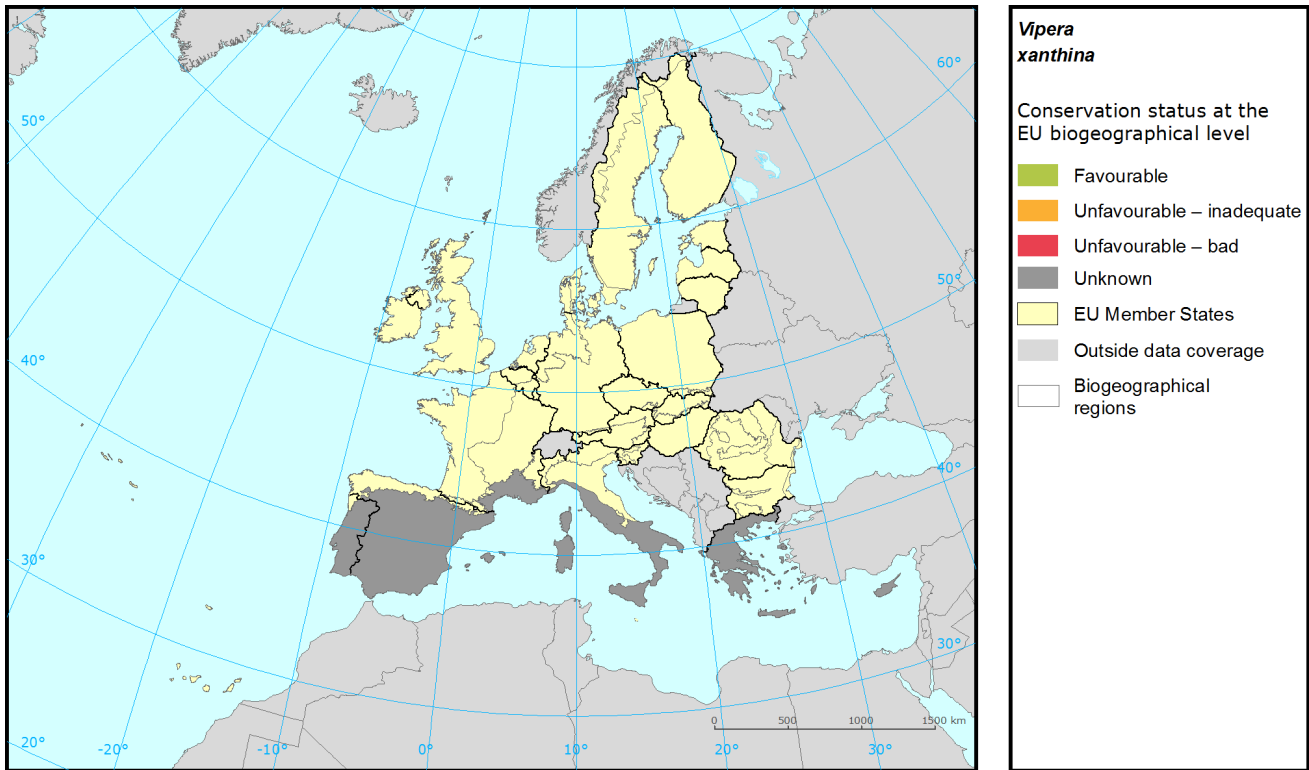 Vipera
xanthina
Conservation status at the
EU biogeographical level
Favourable
Unfavourable – inadequate
Unfavourable – bad
Unknown
EU Member States
Outside data coverage
Biogeographical
regions
60°
50°
50°
40°
40°
30°
30°
20°
-20°
-10°
0°
10°
20°
30°
0
500
1000
1500 km